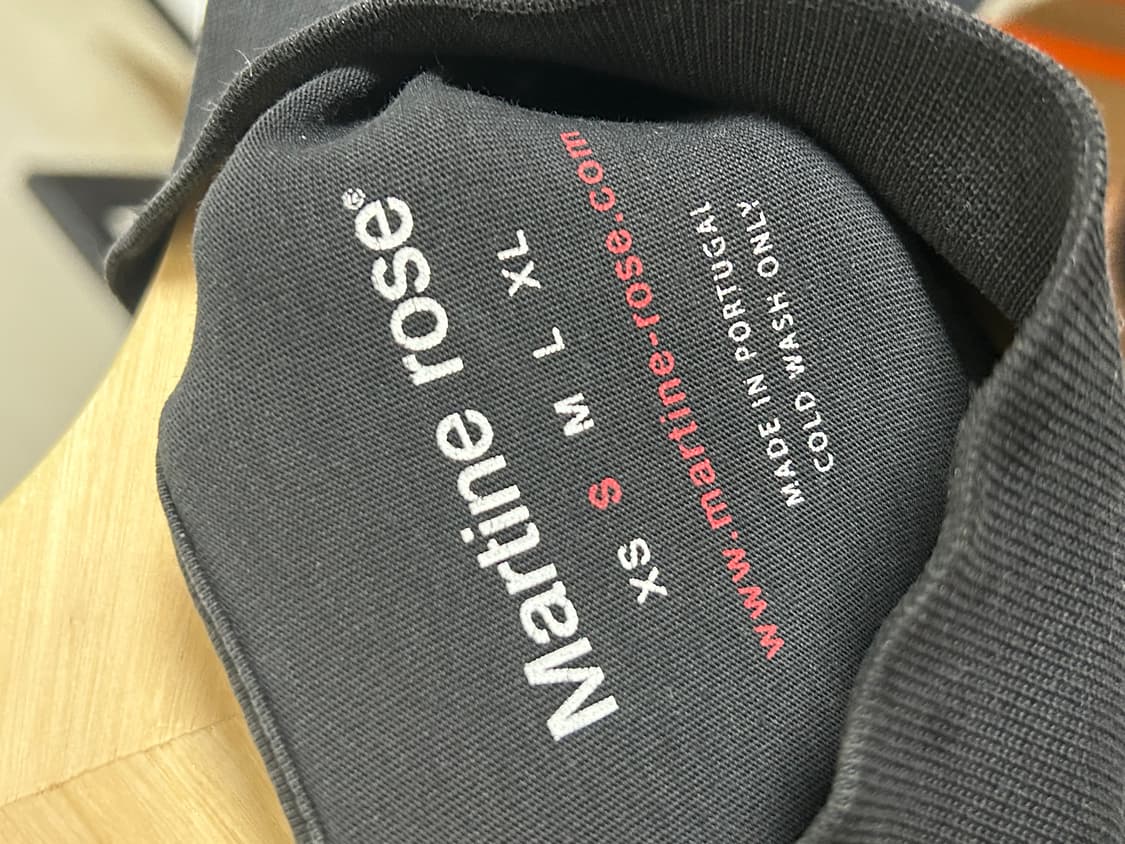 Martine rose®
XS S M L XL
www.martine-rose.com
MADE IN PORTUGAL
COLD WASH ONLY